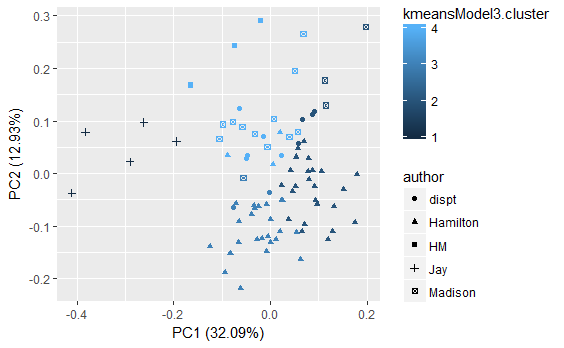 kmeansModel3.cluster
4
3
2
1
author
dispt
Hamilton
HM
Jay
Madison
0.3
0.2
0.1
0.0
-0.1
-0.2
PC2 (12.93%)
-0.4
-0.2
0.0
0.2
PC1 (32.09%)